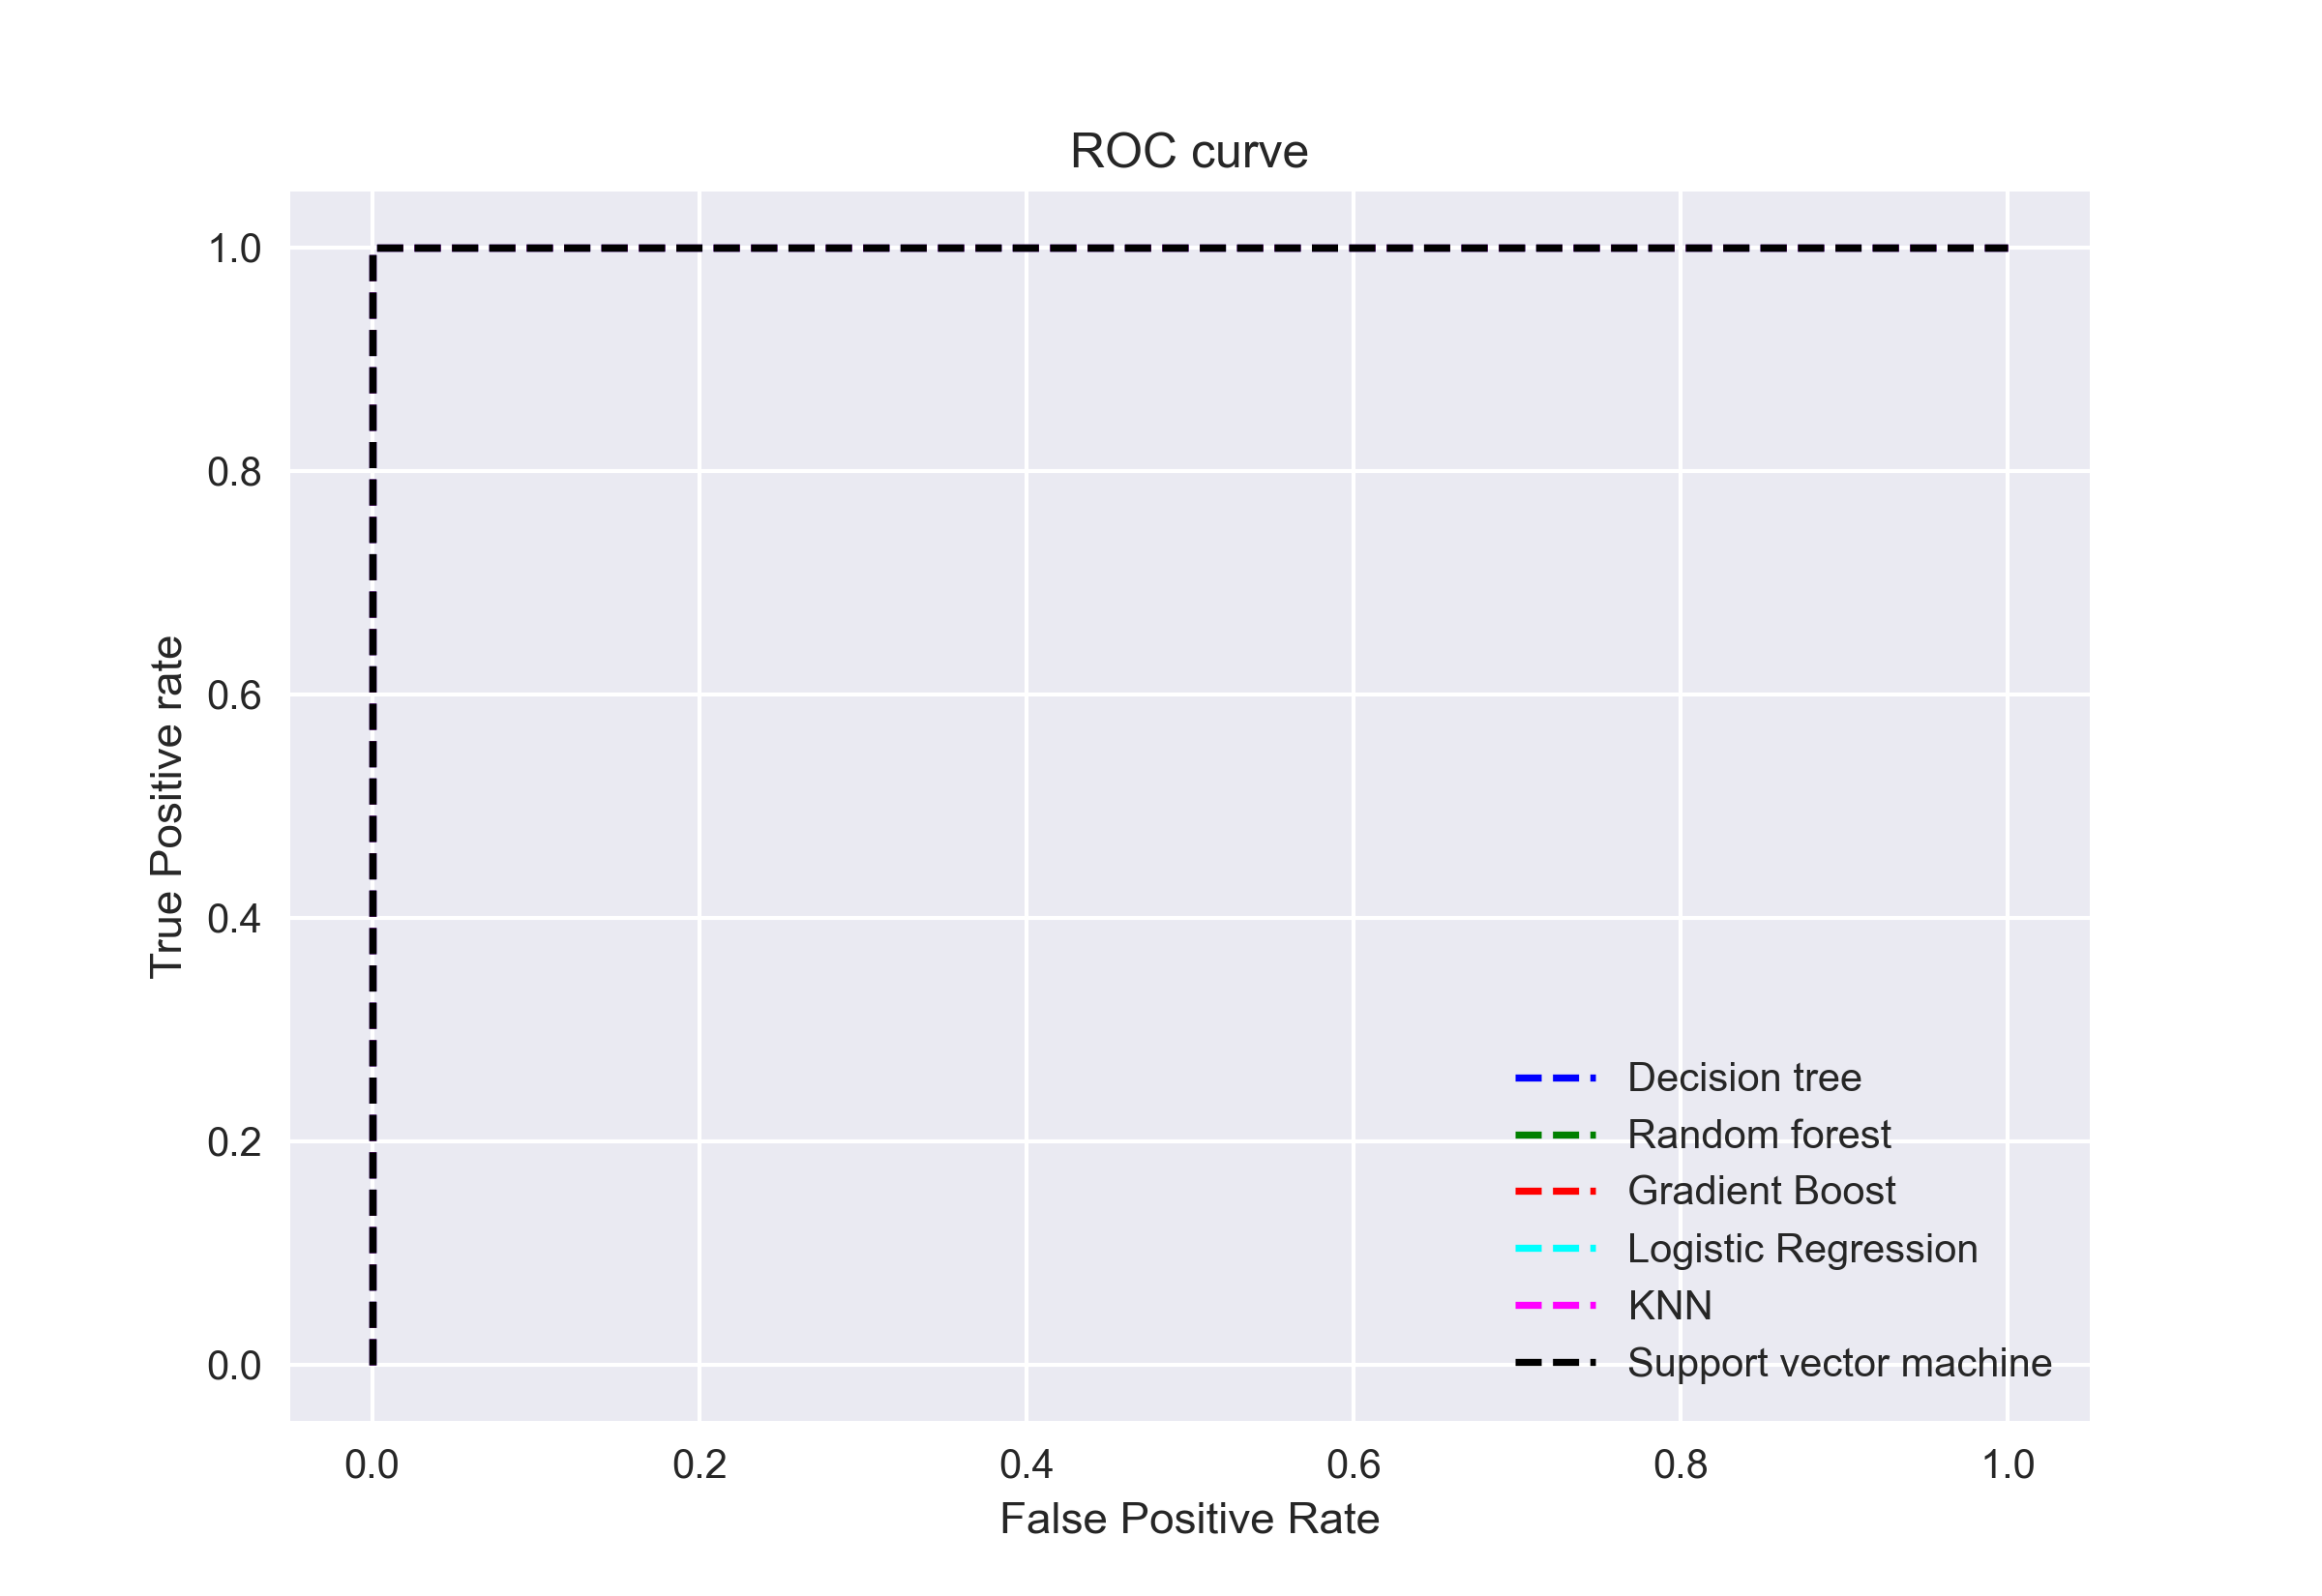 ROC curve
1.0
0.8
0.6
0.4
0.2
0.0
True Positive rate
Decision tree
Random forest
Gradient Boost
Logistic Regression
KNN
Support vector machine
0.0 0.2 0.4 0.6 0.8 1.0
False Positive Rate